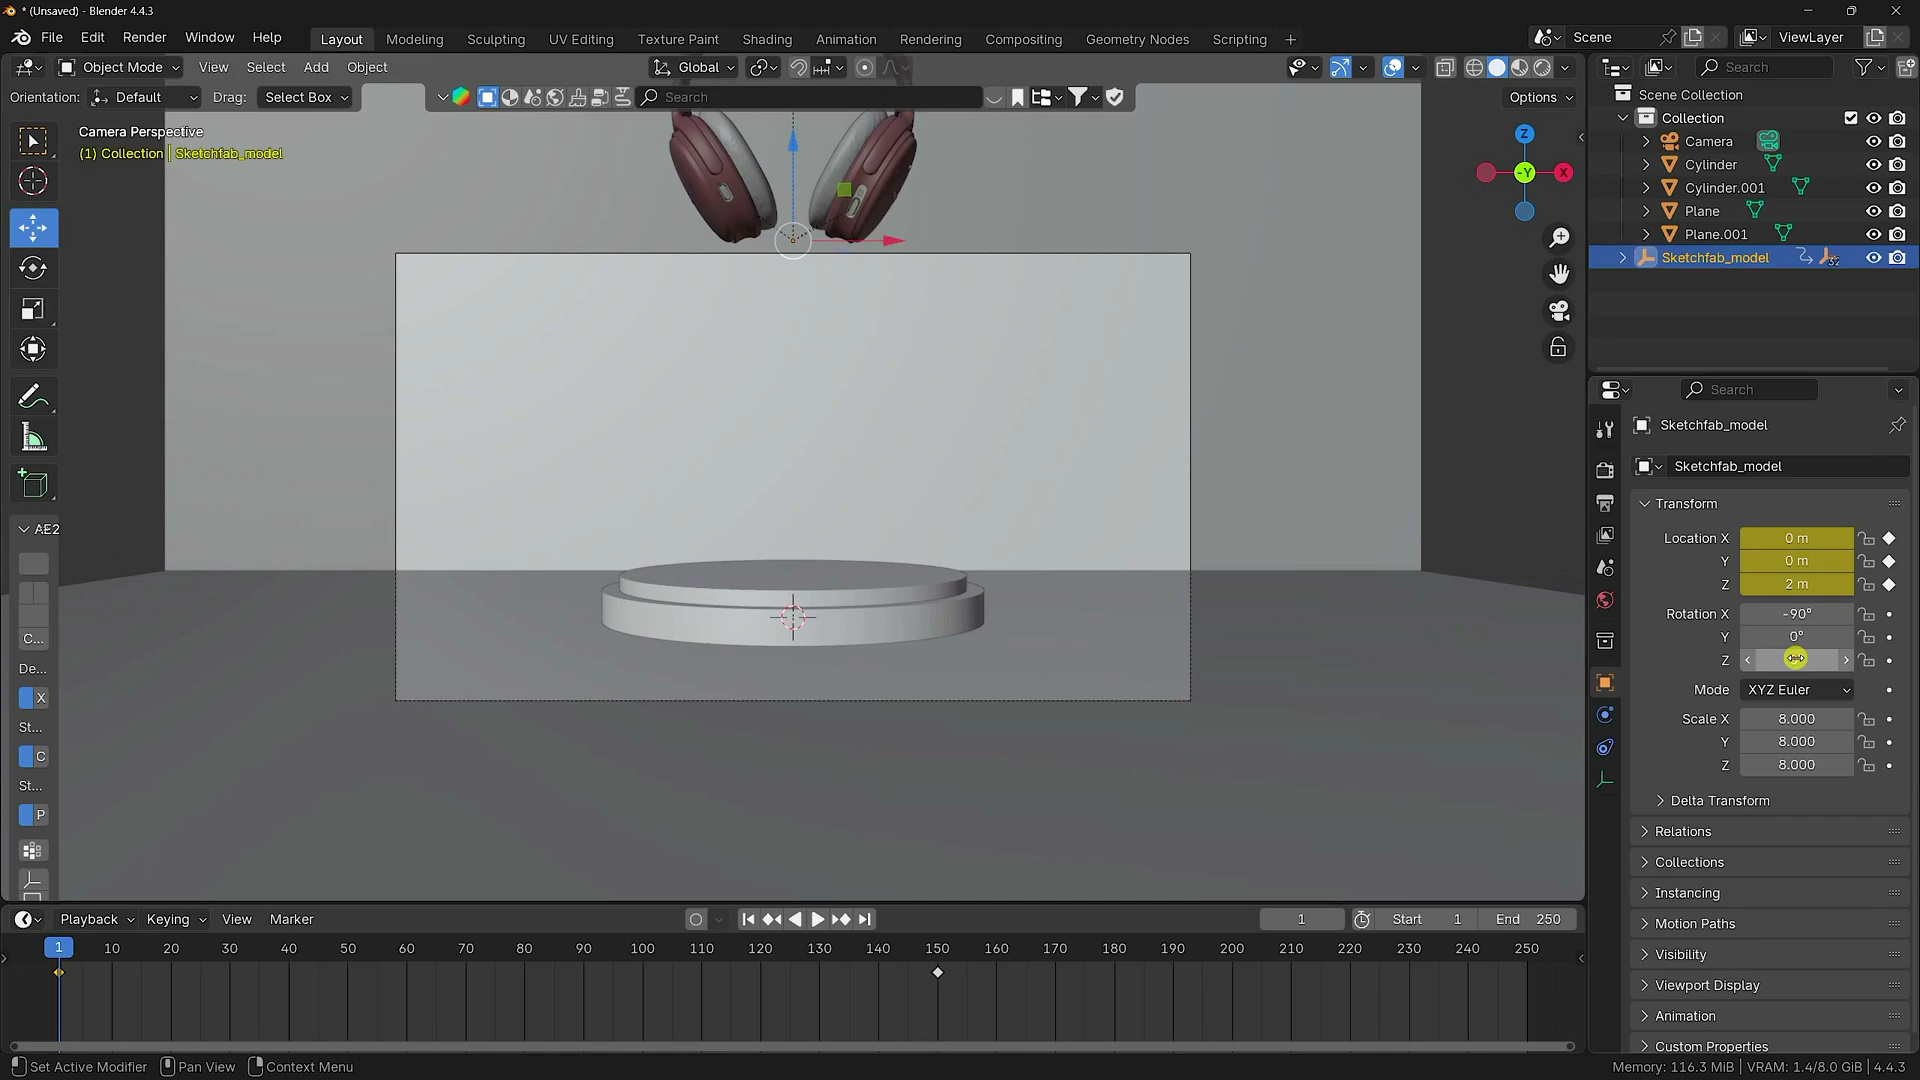 * (Unsaved) - Blender 4.4.3
File Edit Render Window Help
Layout Modeling Sculpting UV Editing Texture Paint Shading Animation Rendering Compositing Geometry Nodes Scripting +
Scene
ViewLayer
Object Mode View Select Add Object
Global
Search
Orientation: Default Drag: Select Box
Search
Options
Camera Perspective
(1) Collection | Sketchfab_model
Z
-Y
X
Scene Collection
Collection
Camera
Cylinder
Cylinder.001
Plane
Plane.001
Sketchfab_model
32
Search
Sketchfab_model
Sketchfab_model
Transform
Location X 0 m
Y 0 m
Z 2 m
Rotation X -90°
Y 0°
Z
Mode XYZ Euler
Scale X 8.000
Y 8.000
Z 8.000
Delta Transform
Relations
Collections
Instancing
Motion Paths
Visibility
Viewport Display
Animation
Custom Properties
AE2
C...
De...
X
St...
C
St...
P
Playback Keying View Marker
1 Start 1 End 250
1 10 20 30 40 50 60 70 80 90 100 110 120 130 140 150 160 170 180 190 200 210 220 230 240 250
Set Active Modifier Pan View Context Menu
Memory: 116.3 MiB | VRAM: 1.4/8.0 GiB | 4.4.3